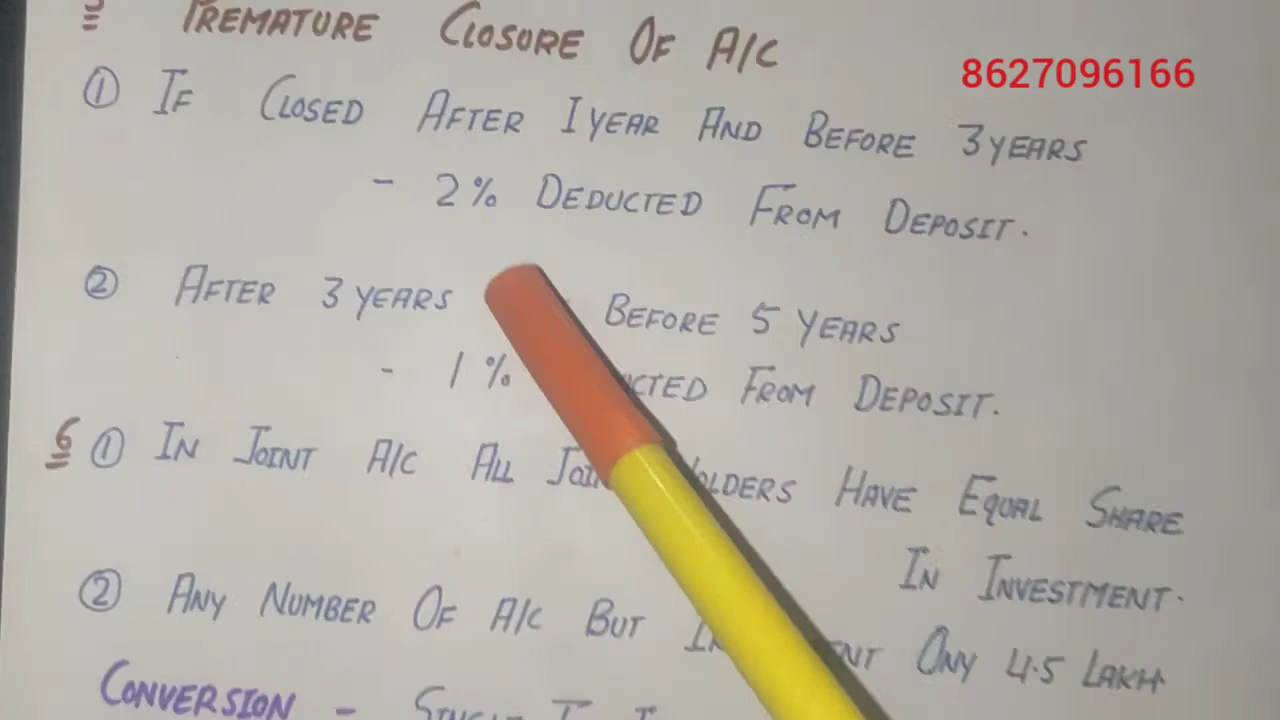 PREMATURE CLOSURE OF A/C
8627096166
① IF CLOSED AFTER 1 YEAR AND BEFORE 3 YEARS
- 2% DEDUCTED FROM DEPOSIT.
② AFTER 3 YEARS BEFORE 5 YEARS
- 1% FROM DEPOSIT.
6 ① IN JOINT A/C ALL HAVE EQUAL SHARE
IN INVESTMENT.
② ANY NUMBER OF A/C BUT ONY 4.5 LAKH
CONVERSION -